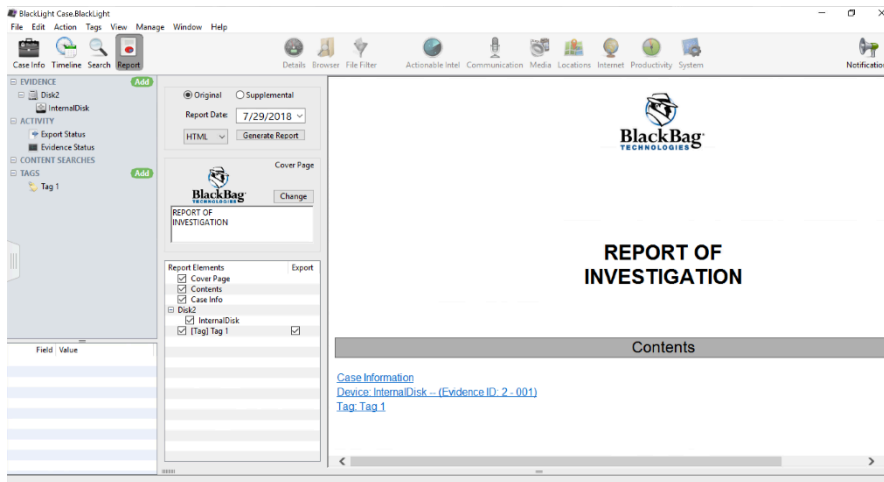 BlackLight Case.BlackLight
File Edit Action Tags View Manage Window Help
Case Info Timeline Search Report Details Browser File Filter Actionable Intel Communication Media Locations Internet Productivity System Notification
EVIDENCE Add
Disk2
InternalDisk
ACTIVITY
Export Status
Evidence Status
CONTENT SEARCHES
TAGS Add
Tag 1
Field Value
Original Supplemental
Report Date: 7/29/2018
HTML Generate Report
Cover Page
BlackBag
TECHNOLOGIES
Change
REPORT OF
INVESTIGATION
Report Elements Export
Cover Page
Contents
Case Info
Disk2
InternalDisk
[Tag] Tag 1
BlackBag
TECHNOLOGIES
REPORT OF
INVESTIGATION
Contents
Case Information
Device: InternalDisk -- (Evidence ID: 2 - 001)
Tag: Tag 1